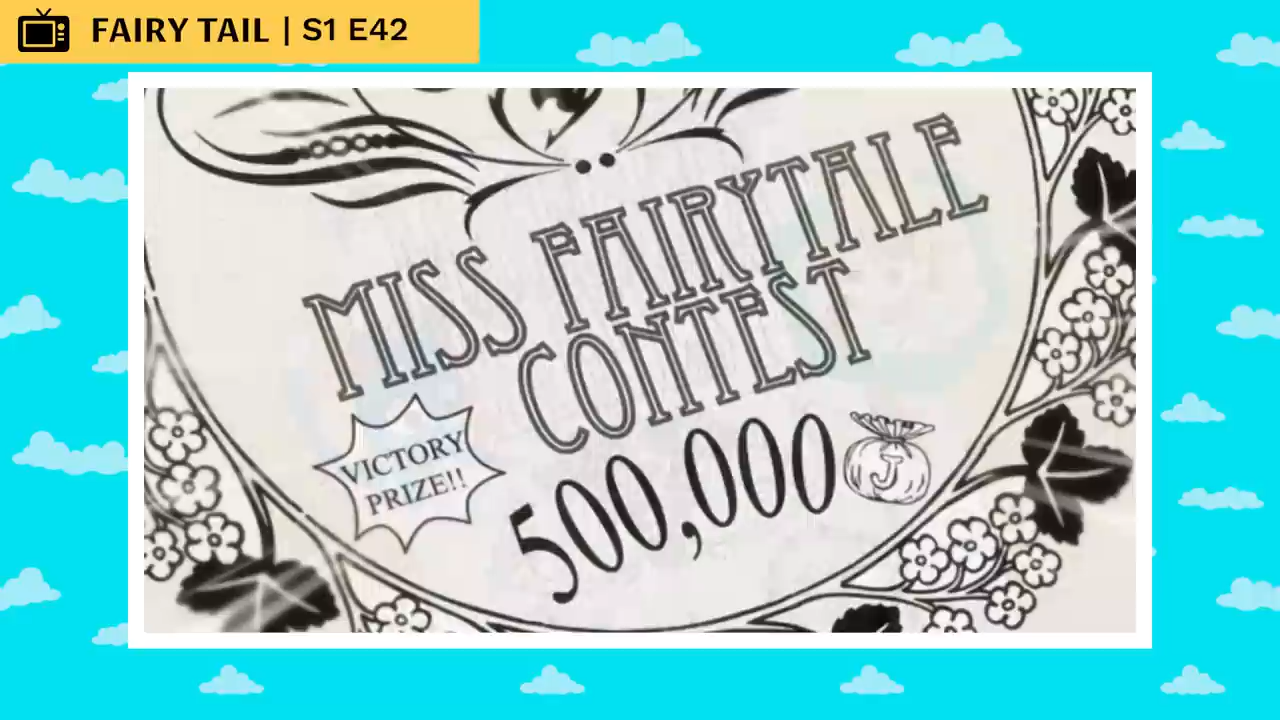 FAIRY TAIL | S1 E42
MISS FAIRYTALE
CONTEST
VICTORY
PRIZE!!
500,000
J